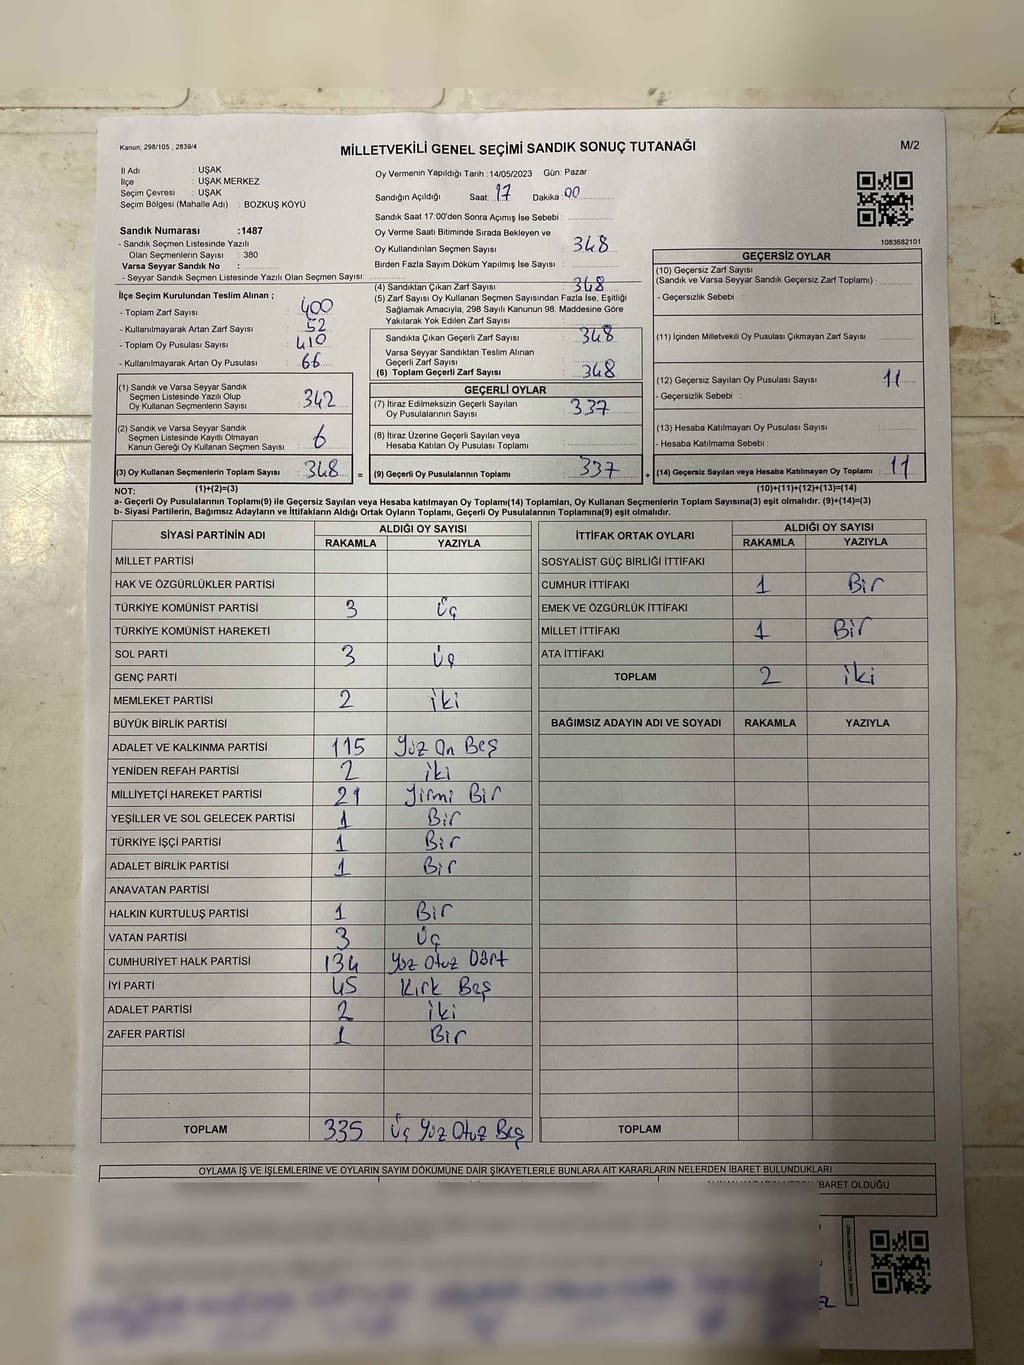 Kanun; 298/105 , 2839/4
MİLLETVEKİLİ GENEL SEÇİMİ SANDIK SONUÇ TUTANAĞI
M/2
İl Adı : UŞAK
İlçe : UŞAK MERKEZ
Seçim Çevresi : UŞAK
Seçim Bölgesi (Mahalle Adı) : BOZKUŞ KÖYÜ
Sandık Numarası :1487
- Sandık Seçmen Listesinde Yazılı
Olan Seçmenlerin Sayısı : 380
Varsa Seyyar Sandık No :
- Seyyar Sandık Seçmen Listesinde Yazılı Olan Seçmen Sayısı:
Oy Vermenin Yapıldığı Tarih :14/05/2023 Gün: Pazar
Sandığın Açıldığı Saat: 17 Dakika: 00
Sandık Saat 17:00'den Sonra Açımış İse Sebebi :
Oy Verme Saati Bitiminde Sırada Bekleyen ve
Oy Kullandırılan Seçmen Sayısı : 348
Birden Fazla Sayım Döküm Yapılmış İse Sayısı :
(4) Sandıktan Çıkan Zarf Sayısı : 348
(5) Zarf Sayısı Oy Kullanan Seçmen Sayısından Fazla İse, Eşitliği
Sağlamak Amacıyla, 298 Sayılı Kanunun 98. Maddesine Göre
Yakılarak Yok Edilen Zarf Sayısı :
1083682101
İlçe Seçim Kurulundan Teslim Alınan ;
- Toplam Zarf Sayısı : 400
- Kullanılmayarak Artan Zarf Sayısı : 52
- Toplam Oy Pusulası Sayısı : 410
- Kullanılmayarak Artan Oy Pusulası : 66
(1) Sandık ve Varsa Seyyar Sandık
Seçmen Listesinde Yazılı Olup
Oy Kullanan Seçmenlerin Sayısı : 342
(2) Sandık ve Varsa Seyyar Sandık
Seçmen Listesinde Kayıtlı Olmayan
Kanun Gereği Oy Kullanan Seçmen Sayısı : 6
(3) Oy Kullanan Seçmenlerin Toplam Sayısı : 348 =
Sandıkta Çıkan Geçerli Zarf Sayısı : 348
Varsa Seyyar Sandıktan Teslim Alınan
Geçerli Zarf Sayısı :
(6) Toplam Geçerli Zarf Sayısı : 348
GEÇERLİ OYLAR
(7) İtiraz Edilmeksizin Geçerli Sayılan
Oy Pusulalarının Sayısı : 337
(8) İtiraz Üzerine Geçerli Sayılan veya
Hesaba Katılan Oy Pusulası Toplamı :
(9) Geçerli Oy Pusulalarının Toplamı : 337 +
GEÇERSİZ OYLAR
(10) Geçersiz Zarf Sayısı
(Sandık ve Varsa Seyyar Sandık Geçersiz Zarf Toplamı) :
- Geçersizlik Sebebi :
(11) İçinden Milletvekili Oy Pusulası Çıkmayan Zarf Sayısı :
(12) Geçersiz Sayılan Oy Pusulası Sayısı : 11
- Geçersizlik Sebebi :
(13) Hesaba Katılmayan Oy Pusulası Sayısı :
- Hesaba Katılmama Sebebi :
(14) Geçersiz Sayılan veya Hesaba Katılmayan Oy Toplamı : 11
NOT: (1)+(2)=(3) (10)+(11)+(12)+(13)=(14)
a- Geçerli Oy Pusulalarının Toplamı(9) ile Geçersiz Sayılan veya Hesaba katılmayan Oy Toplamı(14) Toplamları, Oy Kullanan Seçmenlerin Toplam Sayısına(3) eşit olmalıdır. (9)+(14)=(3)
b- Siyasi Partilerin, Bağımsız Adayların ve İttifakların Aldığı Ortak Oyların Toplamı, Geçerli Oy Pusulalarının Toplamına(9) eşit olmalıdır.
SİYASİ PARTİNİN ADI ALDIĞI OY SAYISI
RAKAMLA YAZIYLA
MİLLET PARTİSİ
HAK VE ÖZGÜRLÜKLER PARTİSİ
TÜRKİYE KOMÜNİST PARTİSİ 3 Üç
TÜRKİYE KOMÜNİST HAREKETİ
SOL PARTİ 3 Üç
GENÇ PARTİ
MEMLEKET PARTİSİ 2 iki
BÜYÜK BİRLİK PARTİSİ
ADALET VE KALKINMA PARTİSİ 115 Yüz On Beş
YENİDEN REFAH PARTİSİ 2 iki
MİLLİYETÇİ HAREKET PARTİSİ 21 Yirmi Bir
YEŞİLLER VE SOL GELECEK PARTİSİ 1 Bir
TÜRKİYE İŞÇİ PARTİSİ 1 Bir
ADALET BİRLİK PARTİSİ 1 Bir
ANAVATAN PARTİSİ
HALKIN KURTULUŞ PARTİSİ 1 Bir
VATAN PARTİSİ 3 Üç
CUMHURİYET HALK PARTİSİ 134 Yüz Otuz Dört
İYİ PARTİ 45 Kırk Beş
ADALET PARTİSİ 2 iki
ZAFER PARTİSİ 1 Bir
TOPLAM 335 Üç Yüz Otuz Beş
İTTİFAK ORTAK OYLARI ALDIĞI OY SAYISI
RAKAMLA YAZIYLA
SOSYALİST GÜÇ BİRLİĞİ İTTİFAKI
CUMHUR İTTİFAKI 1 Bir
EMEK VE ÖZGÜRLÜK İTTİFAKI
MİLLET İTTİFAKI 1 Bir
ATA İTTİFAKI
TOPLAM 2 iki
BAĞIMSIZ ADAYIN ADI VE SOYADI RAKAMLA YAZIYLA
TOPLAM
OYLAMA İŞ VE İŞLEMLERİNE VE OYLARIN SAYIM DÖKÜMÜNE DAİR ŞİKAYETLERLE BUNLARA AİT KARARLARIN NELERDEN İBARET BULUNDUKLARI
İBARET OLDUĞU